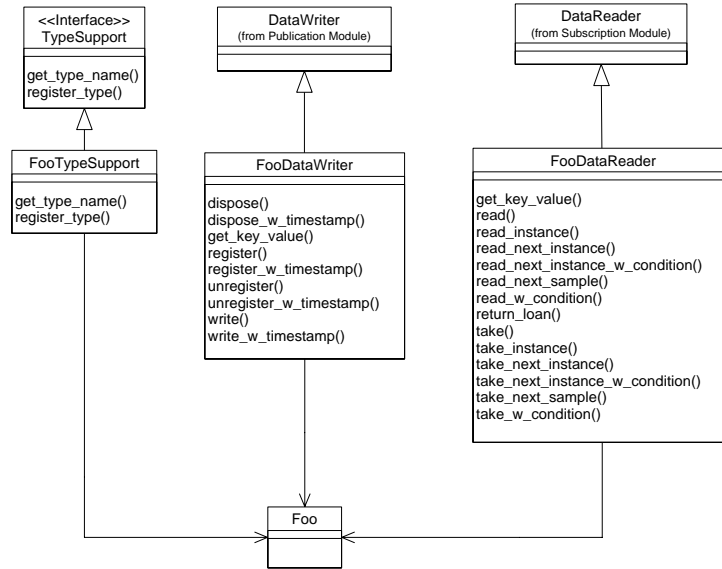 <<Interface>>
TypeSupport
get_type_name()
register_type()
DataWriter
(from Publication Module)
DataReader
(from Subscription Module)
FooTypeSupport
get_type_name()
register_type()
FooDataWriter
dispose()
dispose_w_timestamp()
get_key_value()
register()
register_w_timestamp()
unregister()
unregister_w_timestamp()
write()
write_w_timestamp()
FooDataReader
get_key_value()
read()
read_instance()
read_next_instance()
read_next_instance_w_condition()
read_next_sample()
read_w_condition()
return_loan()
take()
take_instance()
take_next_instance()
take_next_instance_w_condition()
take_next_sample()
take_w_condition()
Foo